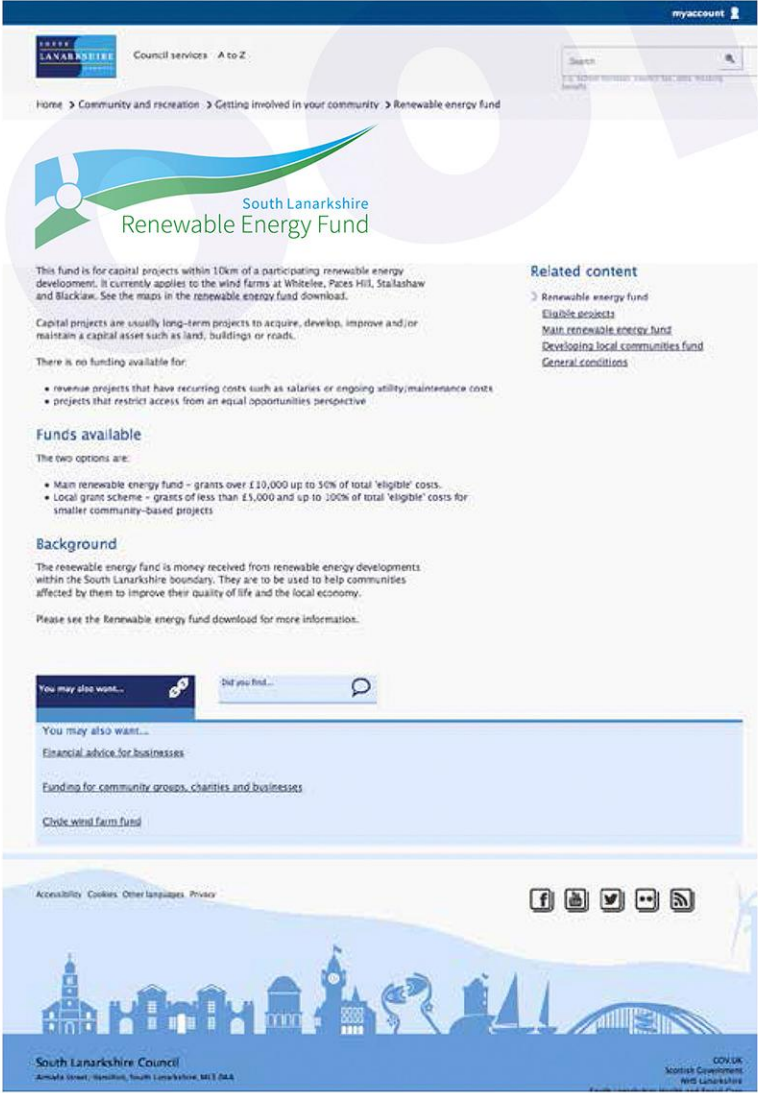 myaccount
SOUTH
LANARKSHIRE
COUNCIL
Council services A to Z
Search
Home > Community and recreation > Getting involved in your community > Renewable energy fund
South Lanarkshire
Renewable Energy Fund
This fund is for capital projects within 10km of a participating renewable energy
development. It currently applies to the wind farms at Whitelee, Pates Hill, Stallashaw
and Blacklaw. See the maps in the renewable energy fund download.
Capital projects are usually long-term projects to acquire, develop, improve and/or
maintain a capital asset such as land, buildings or roads.
There is no funding available for:
• revenue projects that have recurring costs such as salaries or ongoing utility/maintenance costs
• projects that restrict access from an equal opportunities perspective
Related content
Renewable energy fund
Eligible projects
Main renewable energy fund
Developing local communities fund
General conditions
Funds available
The two options are:
• Main renewable energy fund - grants over £10,000 up to 50% of total 'eligible' costs.
• Local grant scheme - grants of less than £5,000 and up to 100% of total 'eligible' costs for
smaller community-based projects
Background
The renewable energy fund is money received from renewable energy developments
within the South Lanarkshire boundary. They are to be used to help communities
affected by them to improve their quality of life and the local economy.
Please see the Renewable energy fund download for more information.
You may also want...
Did you find...
You may also want...
Financial advice for businesses
Funding for community groups, charities and businesses
Clyde wind farm fund
Accessibility Cookies Other languages Privacy
South Lanarkshire Council
Almada Street, Hamilton, South Lanarkshire, ML3 0AA
GOV.UK
Scottish Government
NHS Lanarkshire